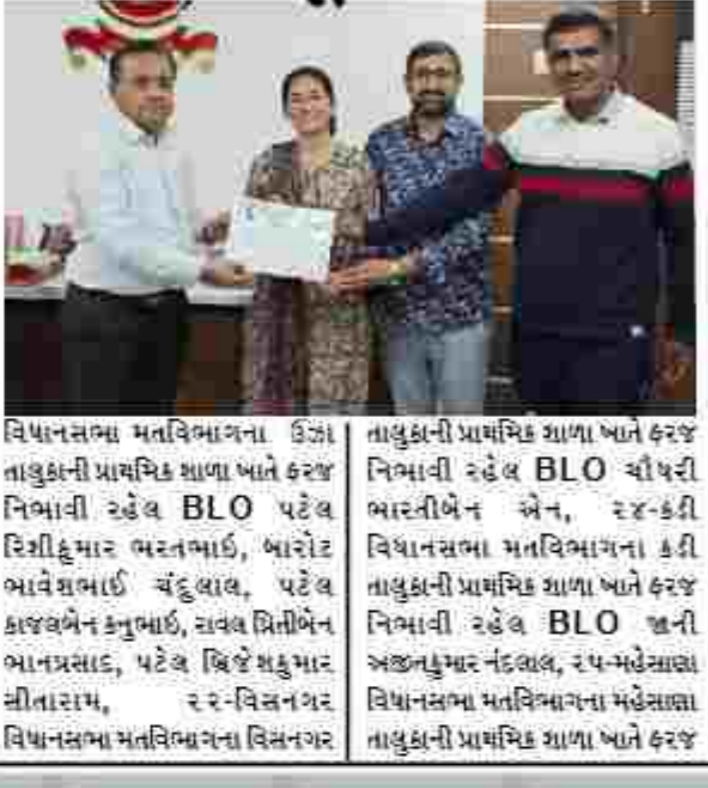 વિધાનસભા મતવિભાગના ઉંઝા
તાલુકાની પ્રાથમિક શાળા ખાતે ફરજ
નિભાવી રહેલ BLO પટેલ
રિશીકુમાર ભરતભાઈ, બારોટ
ભાવેશભાઈ ચંદુલાલ, પટેલ
કાજલબેન કનુભાઈ, રાવલ પ્રિતીબેન
ભાનપ્રસાદ, પટેલ બ્રિજેશકુમાર
સીતારામ, ૨૨-વિસનગર
વિધાનસભા મતવિભાગના વિસનગર
તાલુકાની પ્રાથમિક શાળા ખાતે ફરજ
નિભાવી રહેલ BLO ચૌધરી
ભારતીબેન એન, ૨૪-કડી
વિધાનસભા મતવિભાગના કડી
તાલુકાની પ્રાથમિક શાળા ખાતે ફરજ
નિભાવી રહેલ BLO જાની
અજીતકુમાર નંદલાલ, ૨૫-મહેસાણા
વિધાનસભા મતવિભાગના મહેસાણા
તાલુકાની પ્રાથમિક શાળા ખાતે ફરજ